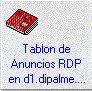 Tablon de
Anuncios RDP
en d1.dipalme....